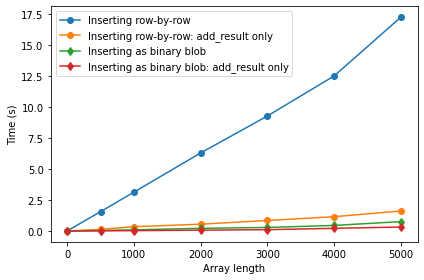 17.5
15.0
12.5
10.0
7.5
5.0
2.5
0.0
Time (s)
Inserting row-by-row
Inserting row-by-row: add_result only
Inserting as binary blob
Inserting as binary blob: add_result only
0 1000 2000 3000 4000 5000
Array length